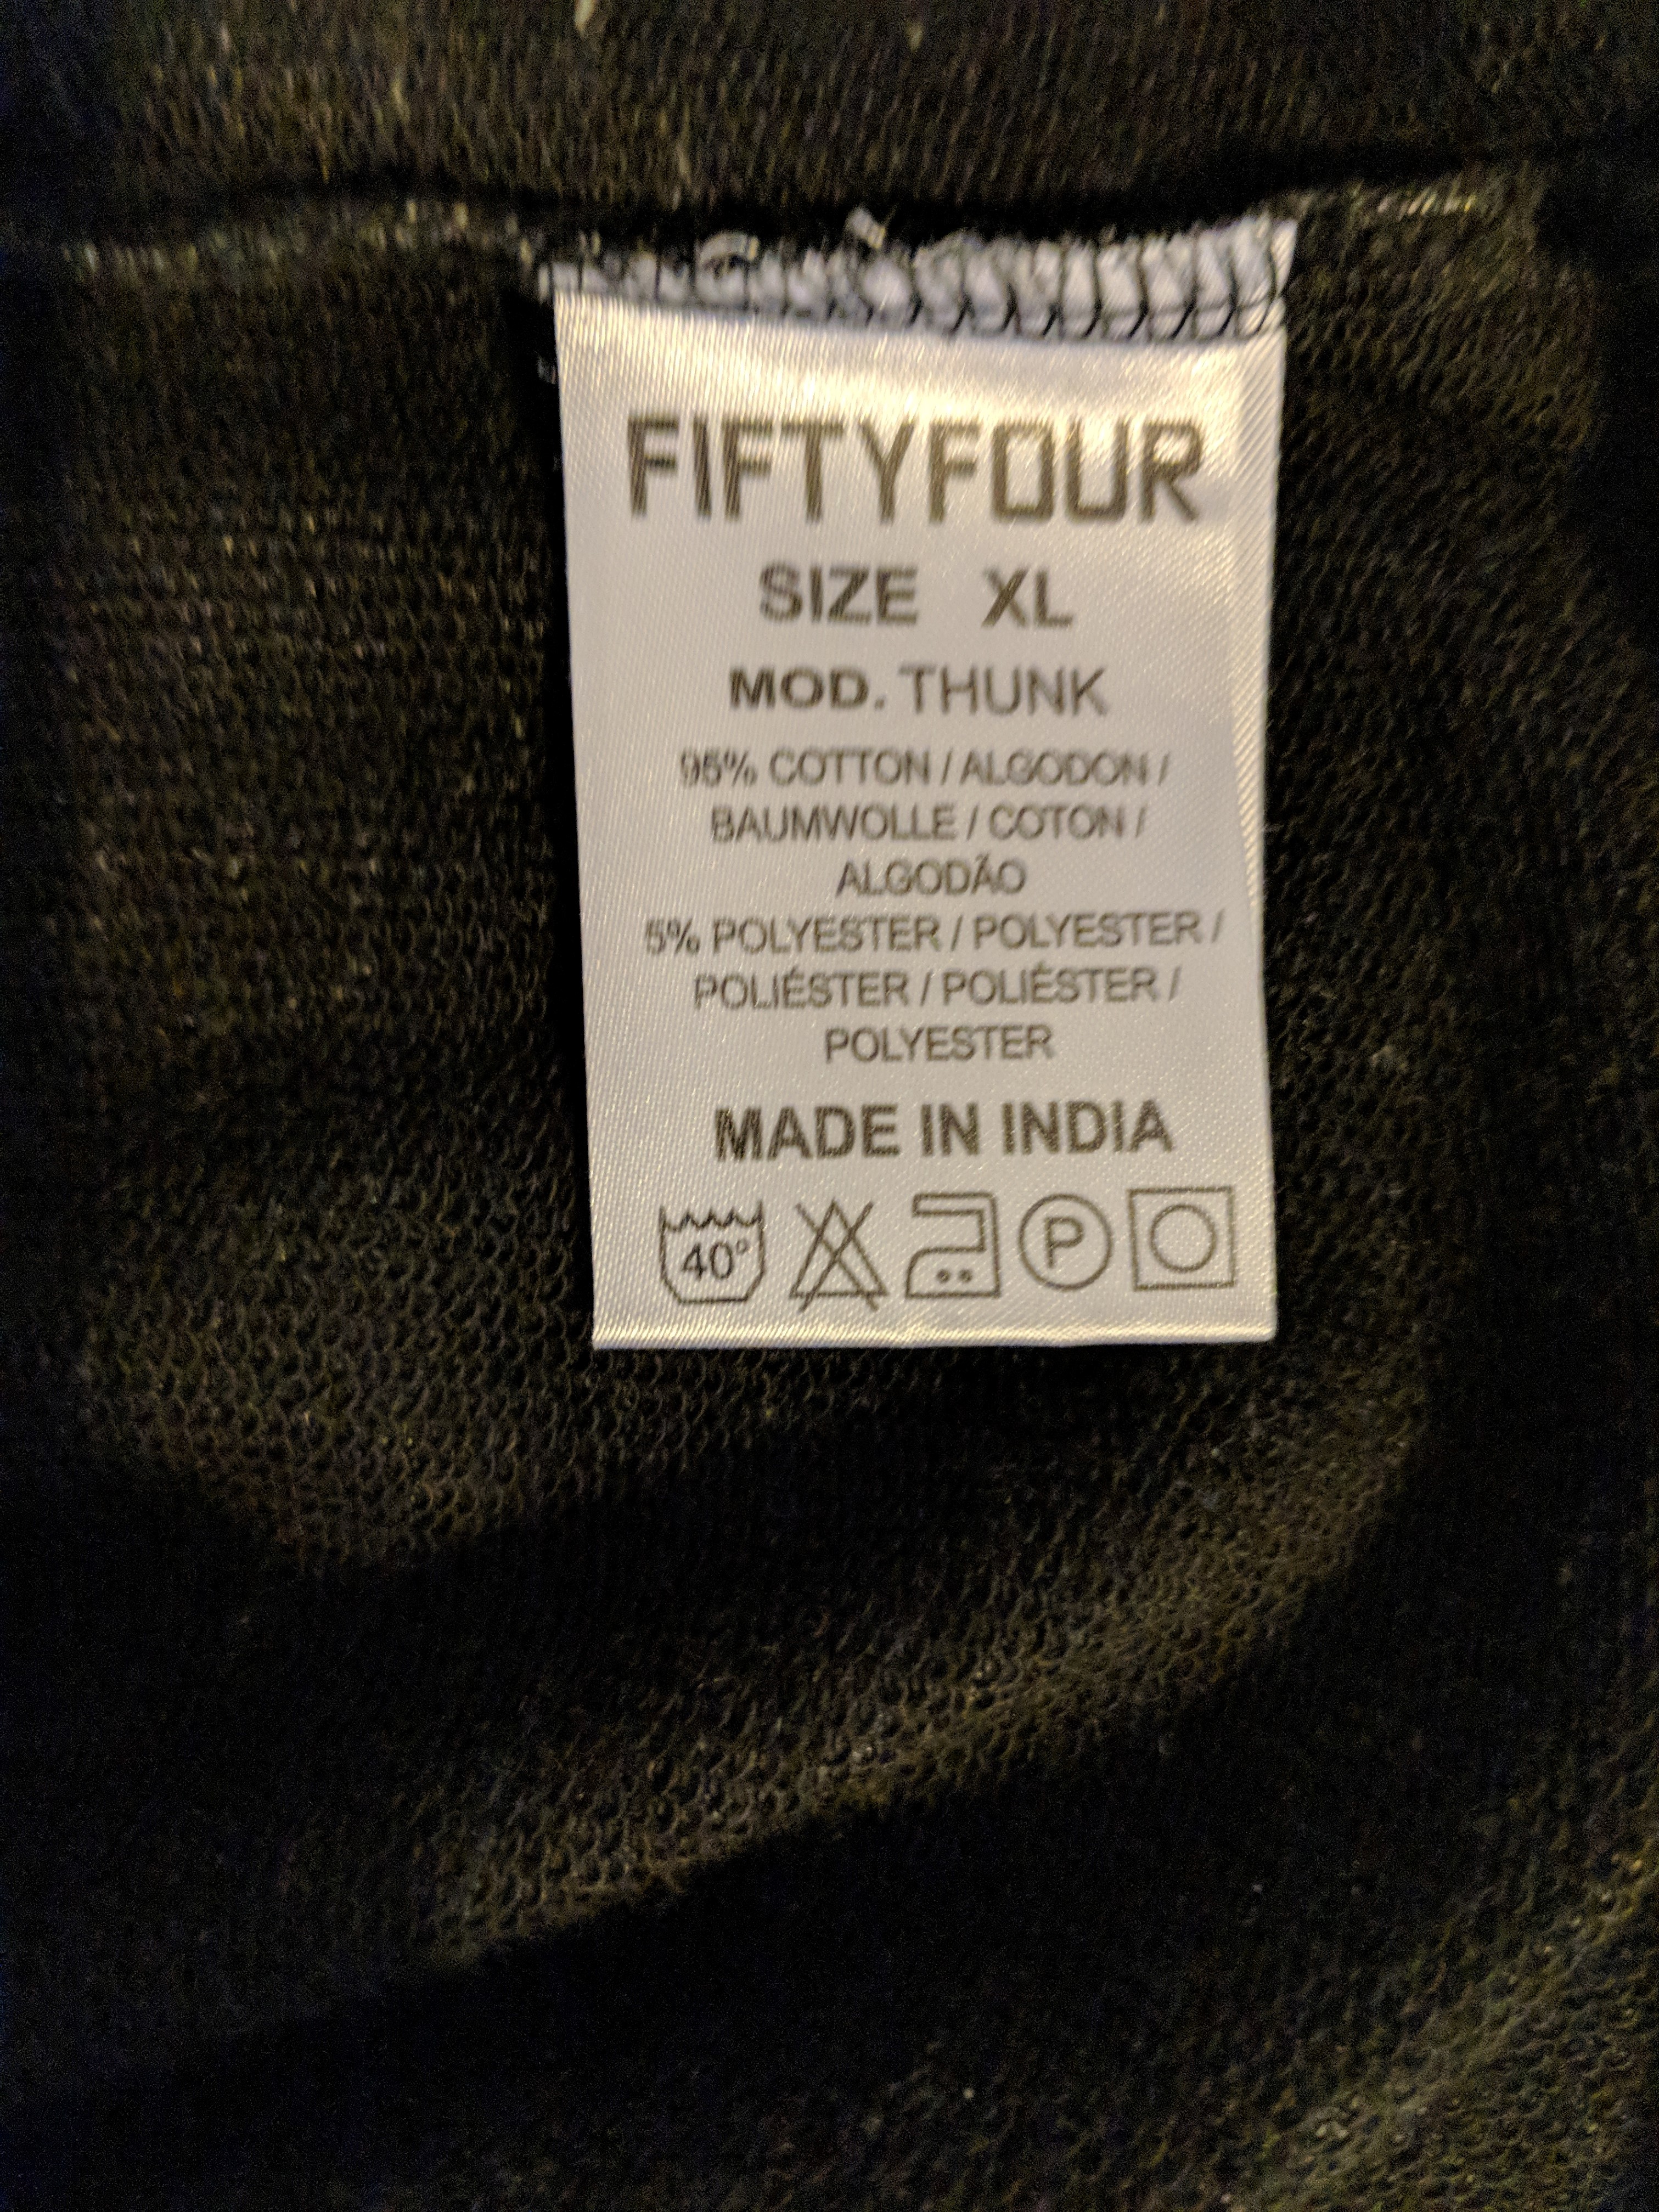 FIFTYFOUR
SIZE XL
MOD. THUNK
95% COTTON / ALGODON /
BAUMWOLLE / COTON /
ALGODÃO
5% POLYESTER / POLYESTER /
POLIÉSTER / POLIÉSTER /
POLYESTER
MADE IN INDIA
40° P